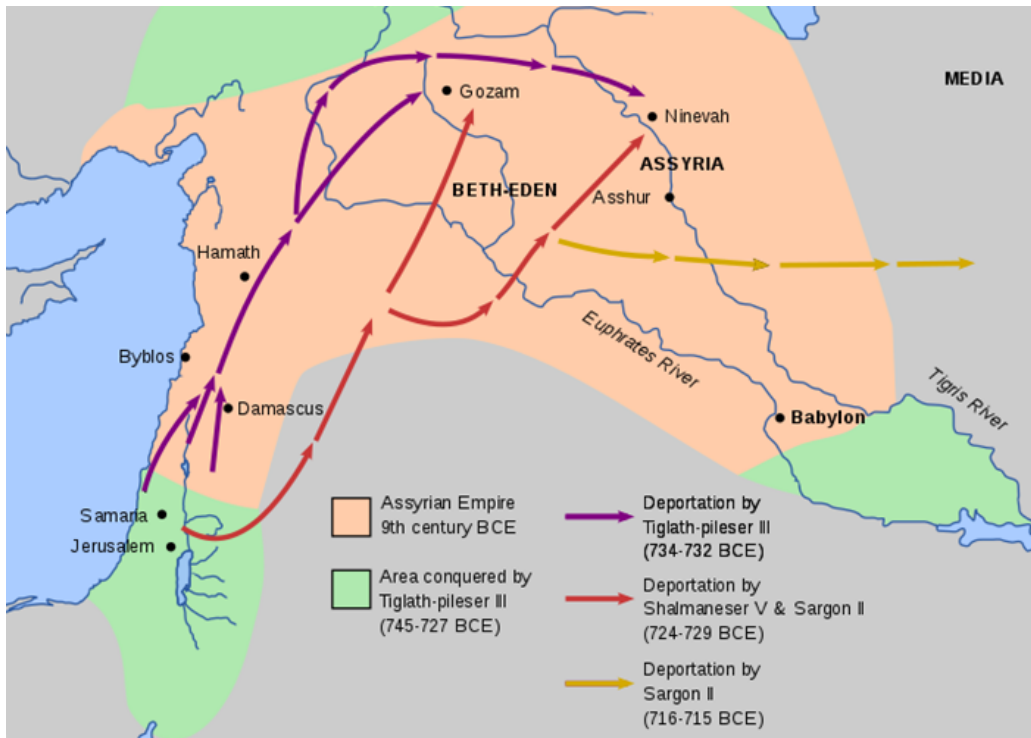 MEDIA
Gozam
Ninevah
ASSYRIA
BETH-EDEN
Asshur
Hamath
Euphrates River
Byblos
Tigris River
Damascus
Babylon
Samaria
Jerusalem
Assyrian Empire
9th century BCE
Area conquered by
Tiglath-pileser III
(745-727 BCE)
Deportation by
Tiglath-pileser III
(734-732 BCE)
Deportation by
Shalmaneser V & Sargon II
(724-729 BCE)
Deportation by
Sargon II
(716-715 BCE)